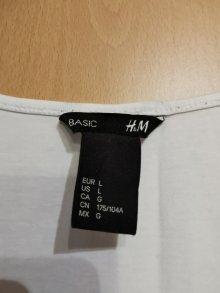 BASIC H&M
EUR L
US L
CA G
CN 175/104A
MX G